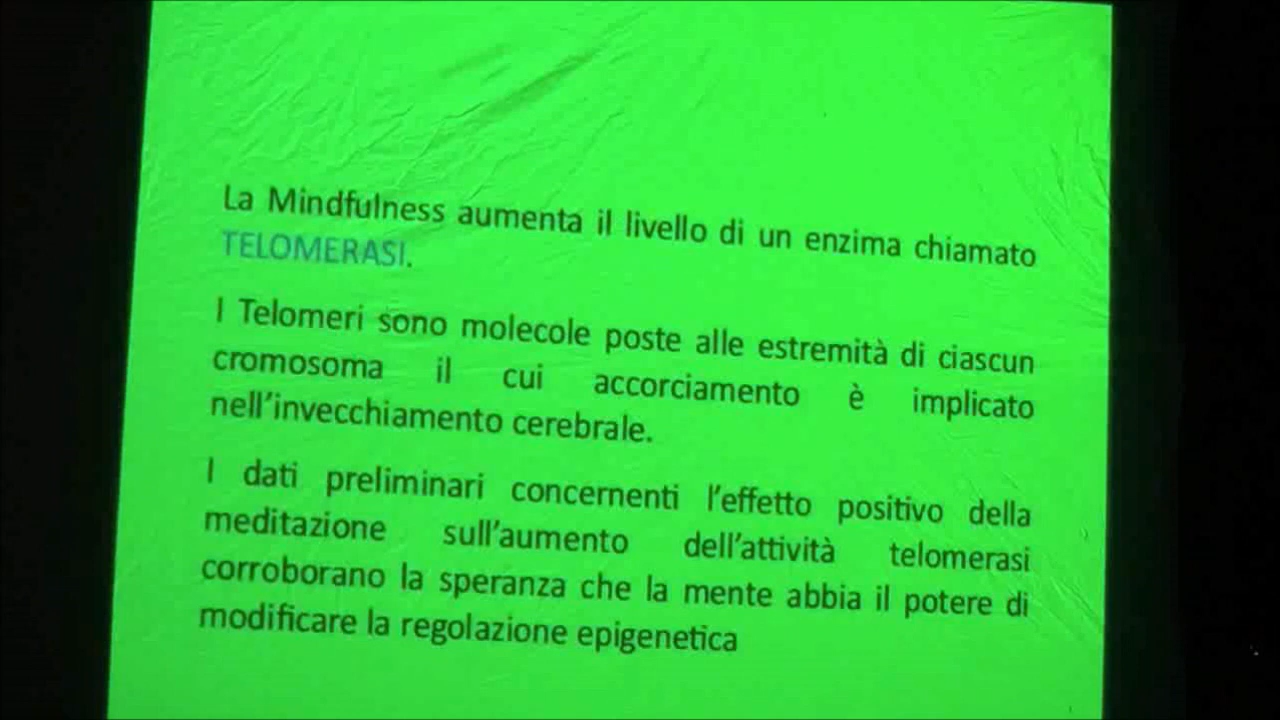 La Mindfulness aumenta il livello di un enzima chiamato
TELOMERASI.
I Telomeri sono molecole poste alle estremità di ciascun
cromosoma il cui accorciamento è implicato
nell'invecchiamento cerebrale.
I dati preliminari concernenti l'effetto positivo della
meditazione sull'aumento dell'attività telomerasi
corroborano la speranza che la mente abbia il potere di
modificare la regolazione epigenetica